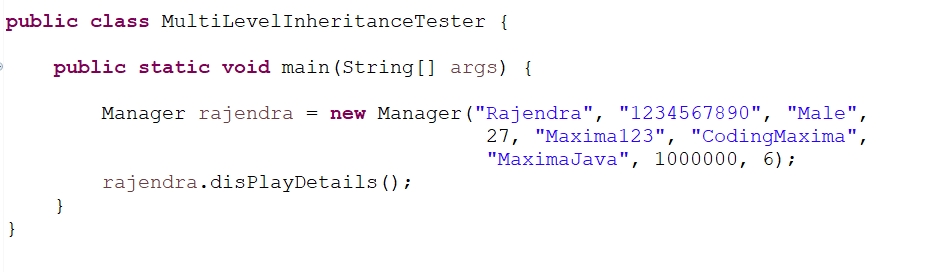 public class MultiLevelInheritanceTester {
public static void main(String[] args) {
Manager rajendra = new Manager("Rajendra", "1234567890", "Male",
27, "Maxima123", "CodingMaxima",
"MaximaJava", 1000000, 6);
rajendra.disPlayDetails();
}
}